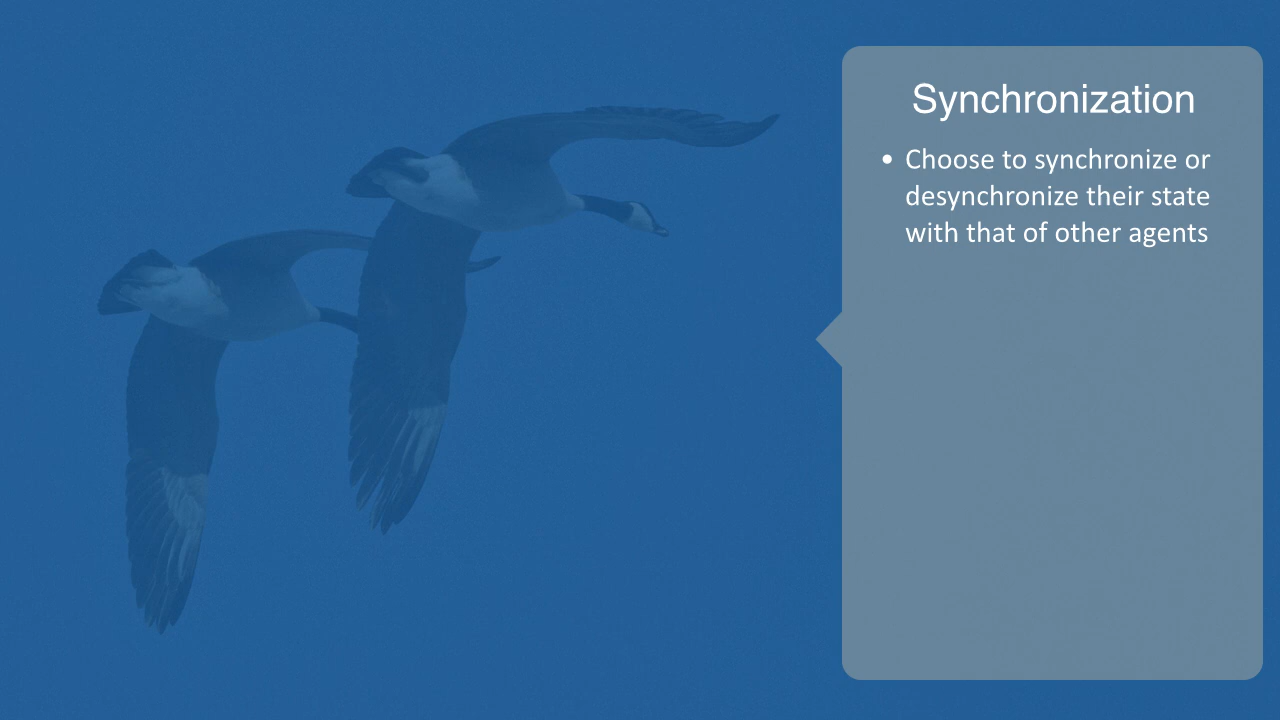 Synchronization
• Choose to synchronize or
desynchronize their state
with that of other agents